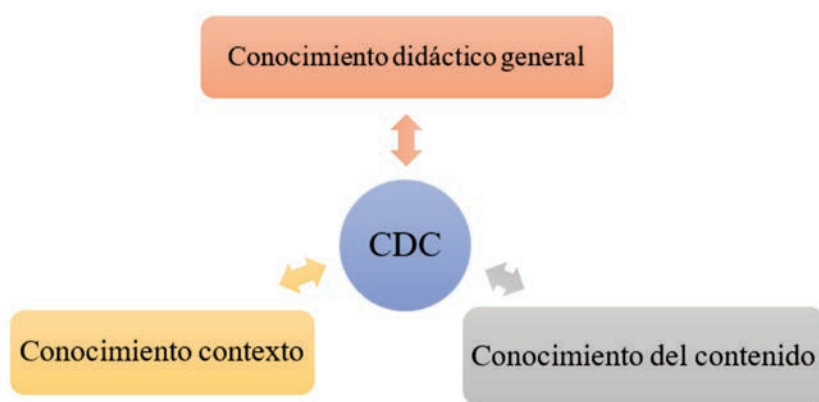 Conocimiento didáctico general
CDC
Conocimiento contexto
Conocimiento del contenido